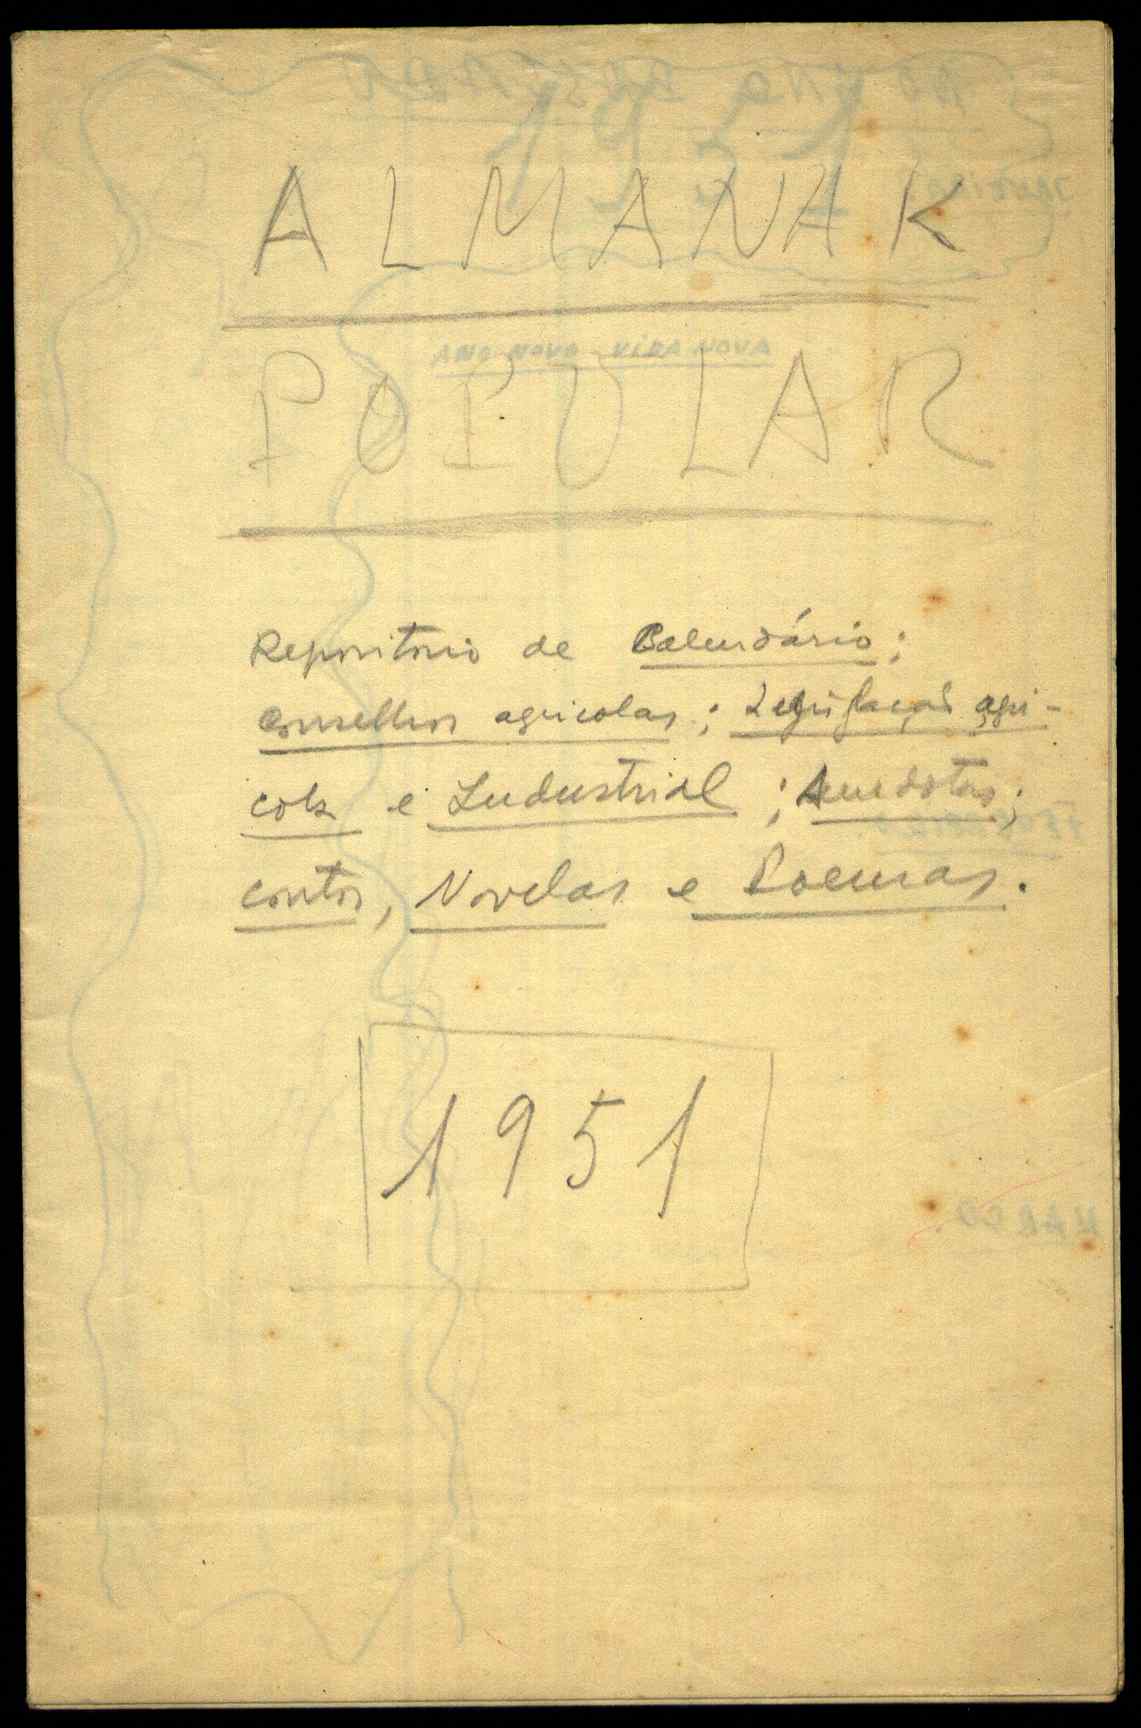 ALMANAK
ANO NOVO VIDA NOVA
POPULAR
Repositorio de Calendário;
Conselhos agricolas; Legislação agri-
cola e Industrial; Anedotas;
contos, Novelas e Poemas.
1951
MARÇO